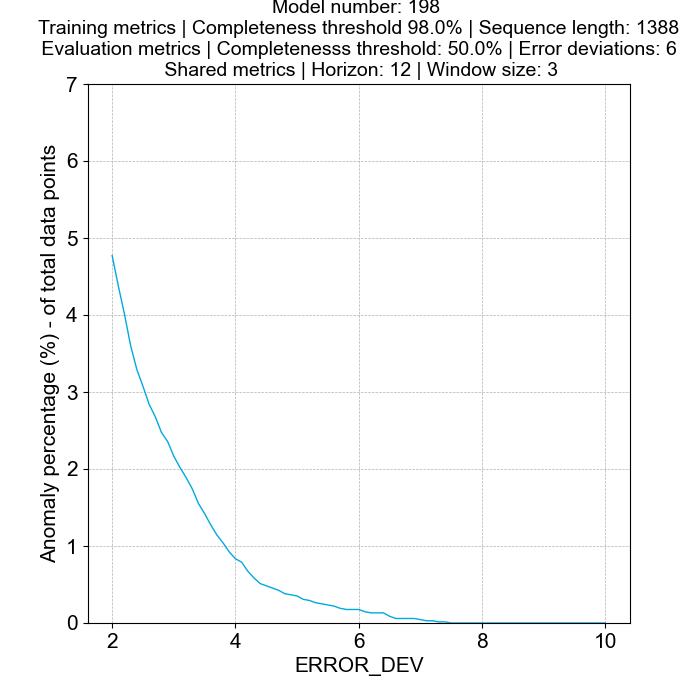 Model number: 198
Training metrics | Completeness threshold 98.0% | Sequence length: 1388
Evaluation metrics | Completenesss threshold: 50.0% | Error deviations: 6
Shared metrics | Horizon: 12 | Window size: 3
7
6
5
4
3
2
1
0
Anomaly percentage (%) - of total data points
2
4
6
8
10
ERROR_DEV